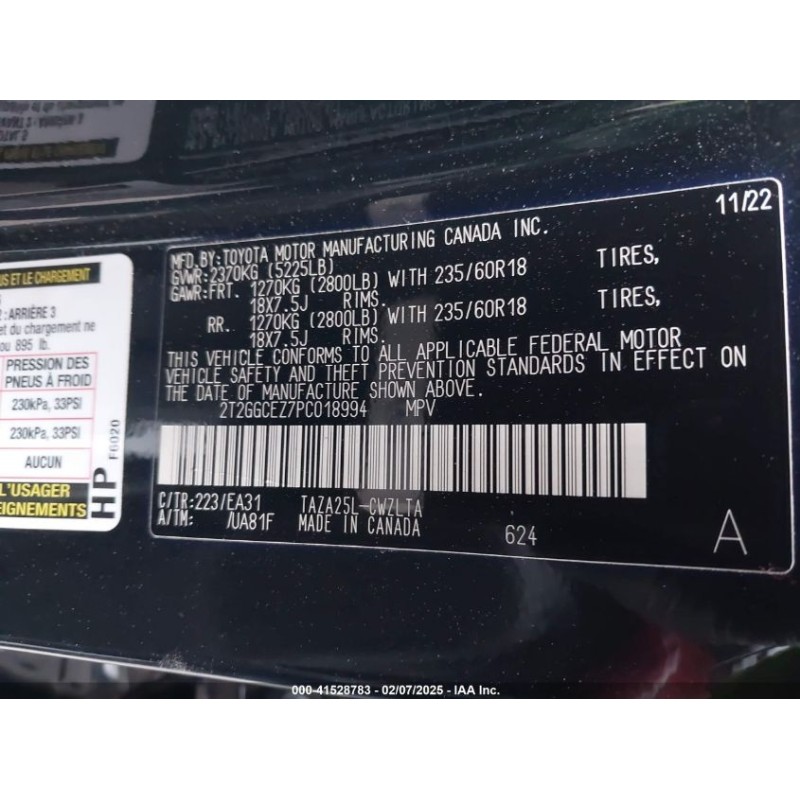 11/22
MFD.BY:TOYOTA MOTOR MANUFACTURING CANADA INC.
GVWR:2370KG (5225LB)
GAWR:FRT. 1270KG (2800LB) WITH 235/60R18 TIRES,
18X7.5J RIMS.
RR. 1270KG (2800LB) WITH 235/60R18 TIRES,
18X7.5J RIMS.
THIS VEHICLE CONFORMS TO ALL APPLICABLE FEDERAL MOTOR
VEHICLE SAFETY AND THEFT PREVENTION STANDARDS IN EFFECT ON
THE DATE OF MANUFACTURE SHOWN ABOVE.
2T2GGCEZ7PC018994 MPV
C/TR:223/EA31 TAZA25L-CWZLTA
A/TM: /UA81F MADE IN CANADA
624
A
US ET LE CHARGEMENT
2:ARRIÈRE 3
et du chargement ne
ou 895 lb.
PRESSION DES
PNEUS À FROID
230kPa, 33PSI
230kPa, 33PSI
AUCUN
L'USAGER
EIGNEMENTS
HP
F6020
000-41528783 - 02/07/2025 - IAA Inc.